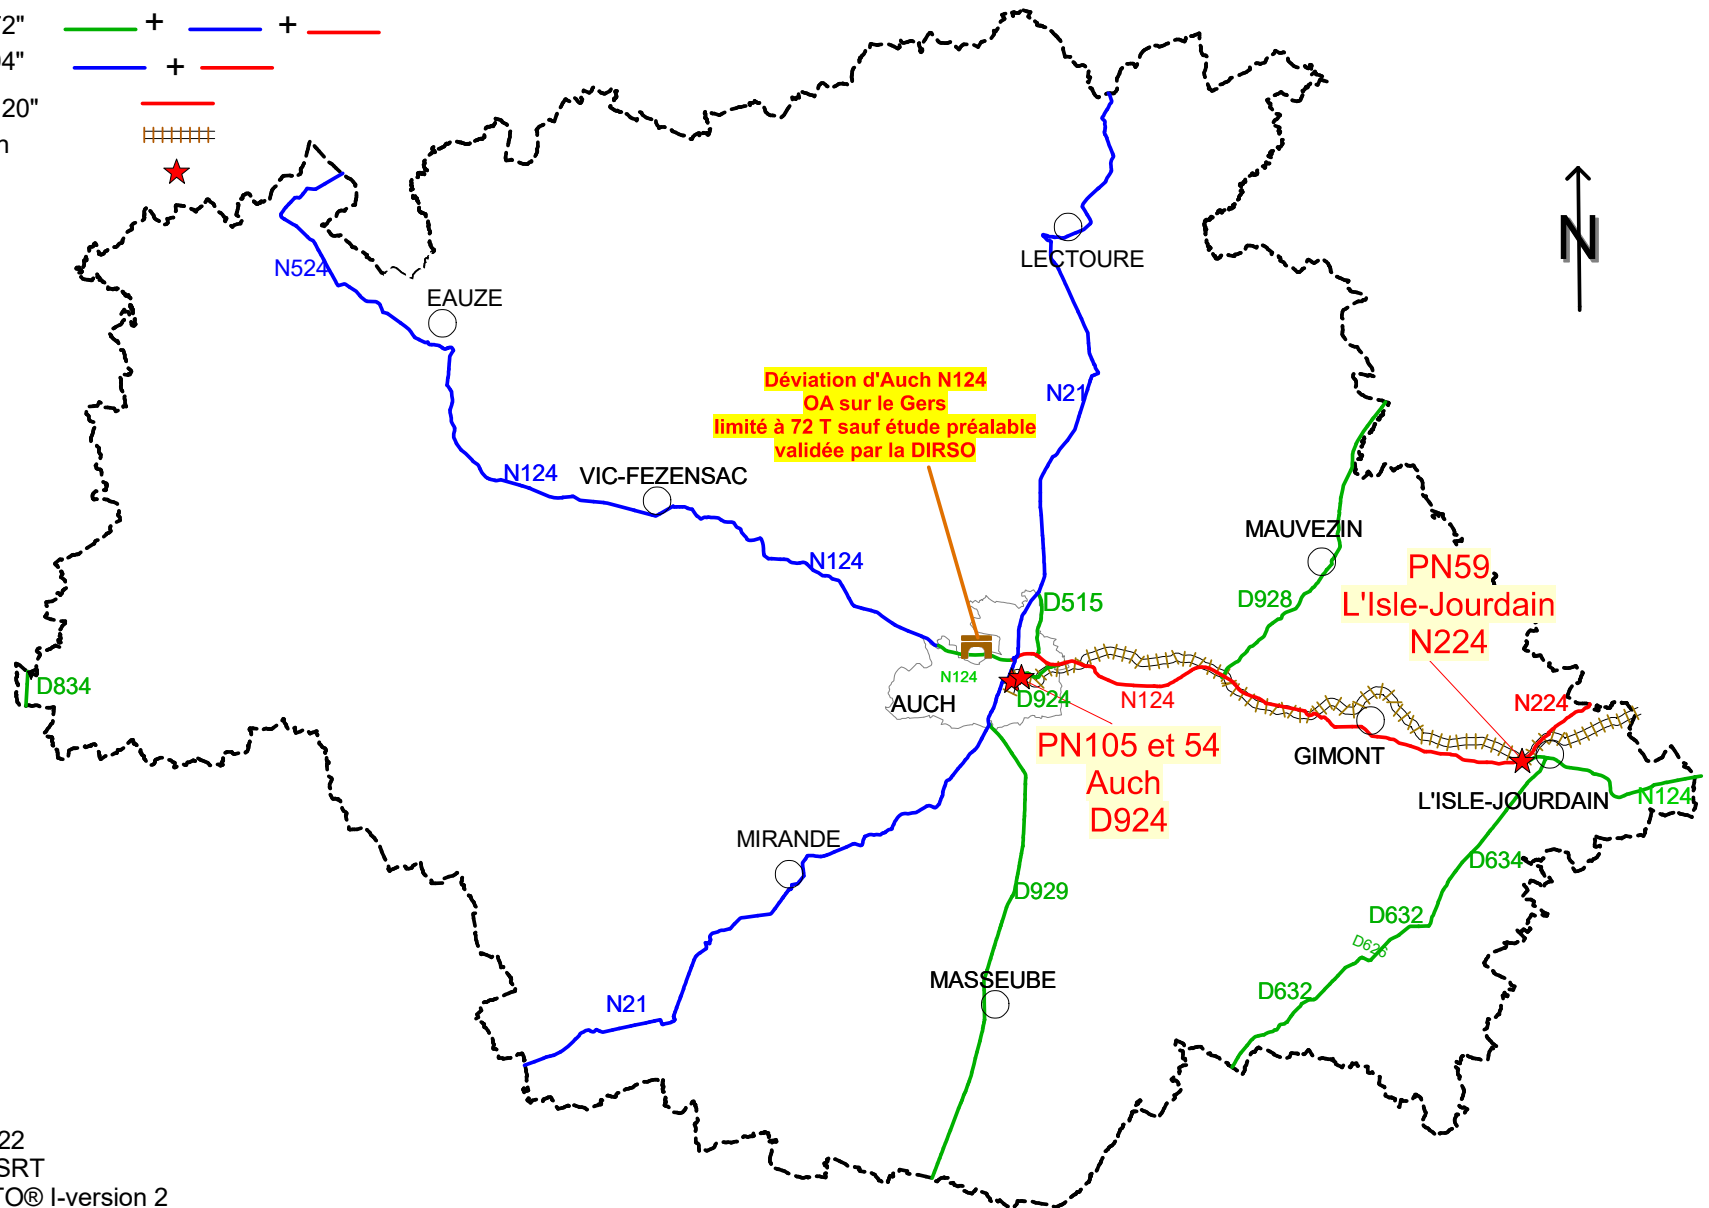 72"
+
+
94"
+
20"
n
N
N524
EAUZE
LECTOURE
Déviation d'Auch N124
OA sur le Gers
limité à 72 T sauf étude préalable
validée par la DIRSO
N21
N124
VIC-FEZENSAC
MAUVEZIN
N124
PN59
L'Isle-Jourdain
N224
D515
D928
D834
N124
AUCH
D924
N124
N224
PN105 et 54
Auch
D924
GIMONT
L'ISLE-JOURDAIN
N124
MIRANDE
D634
D929
D632
D626
MASSEUBE
D632
N21
22
SRT
TO® I-version 2